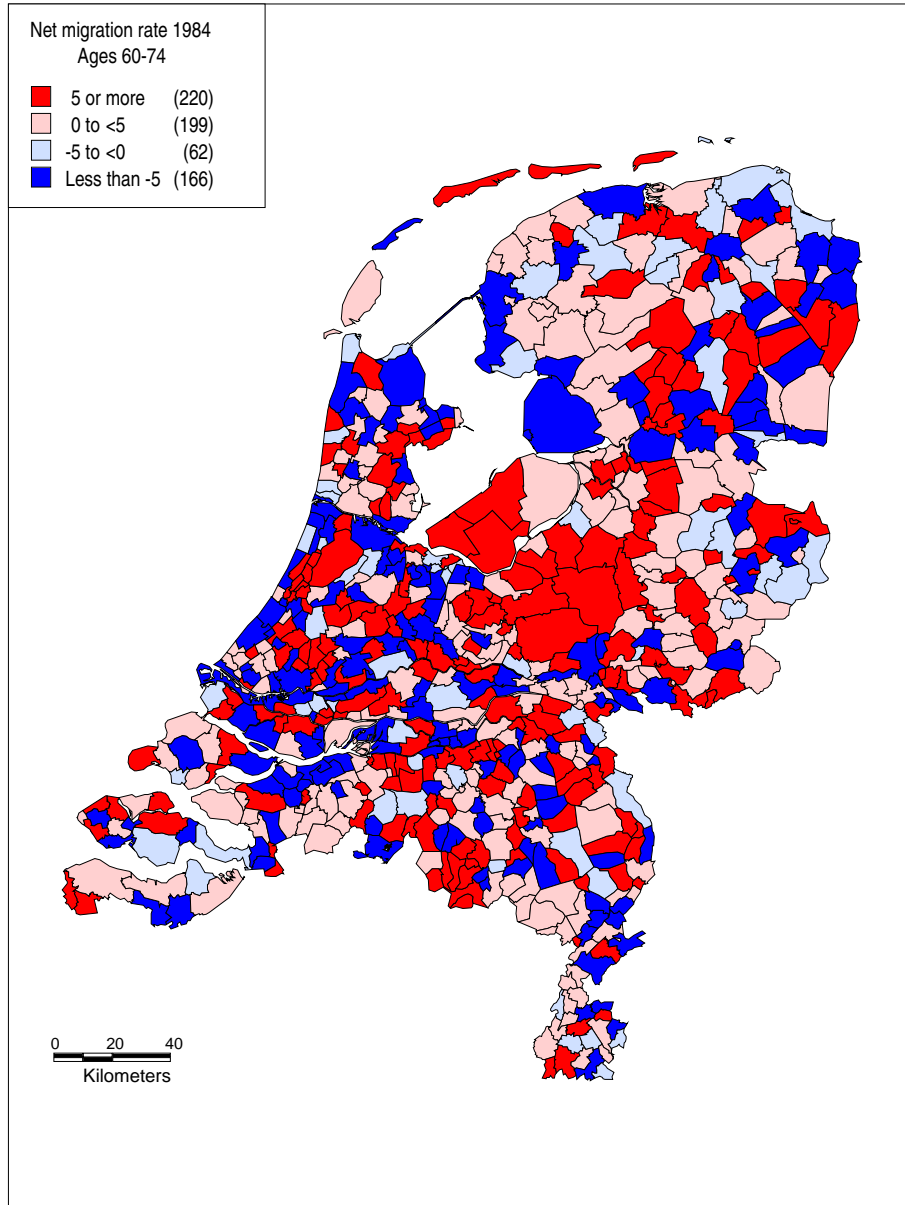 Net migration rate 1984
Ages 60-74
5 or more (220)
0 to <5 (199)
-5 to <0 (62)
Less than -5 (166)
0 20 40
Kilometers